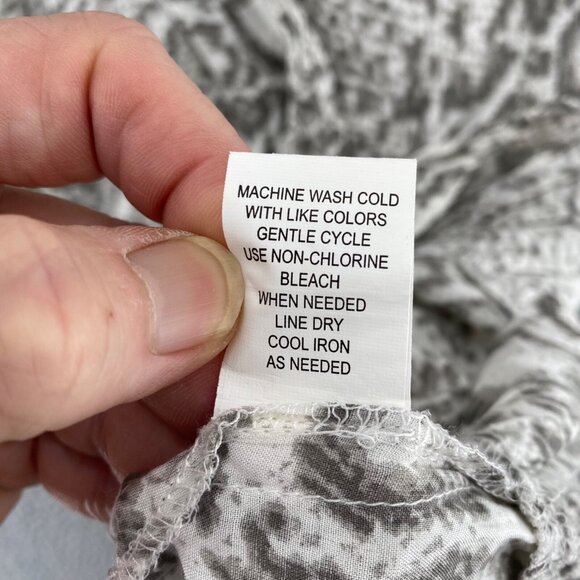 MACHINE WASH COLD
WITH LIKE COLORS
GENTLE CYCLE
USE NON-CHLORINE
BLEACH
WHEN NEEDED
LINE DRY
COOL IRON
AS NEEDED